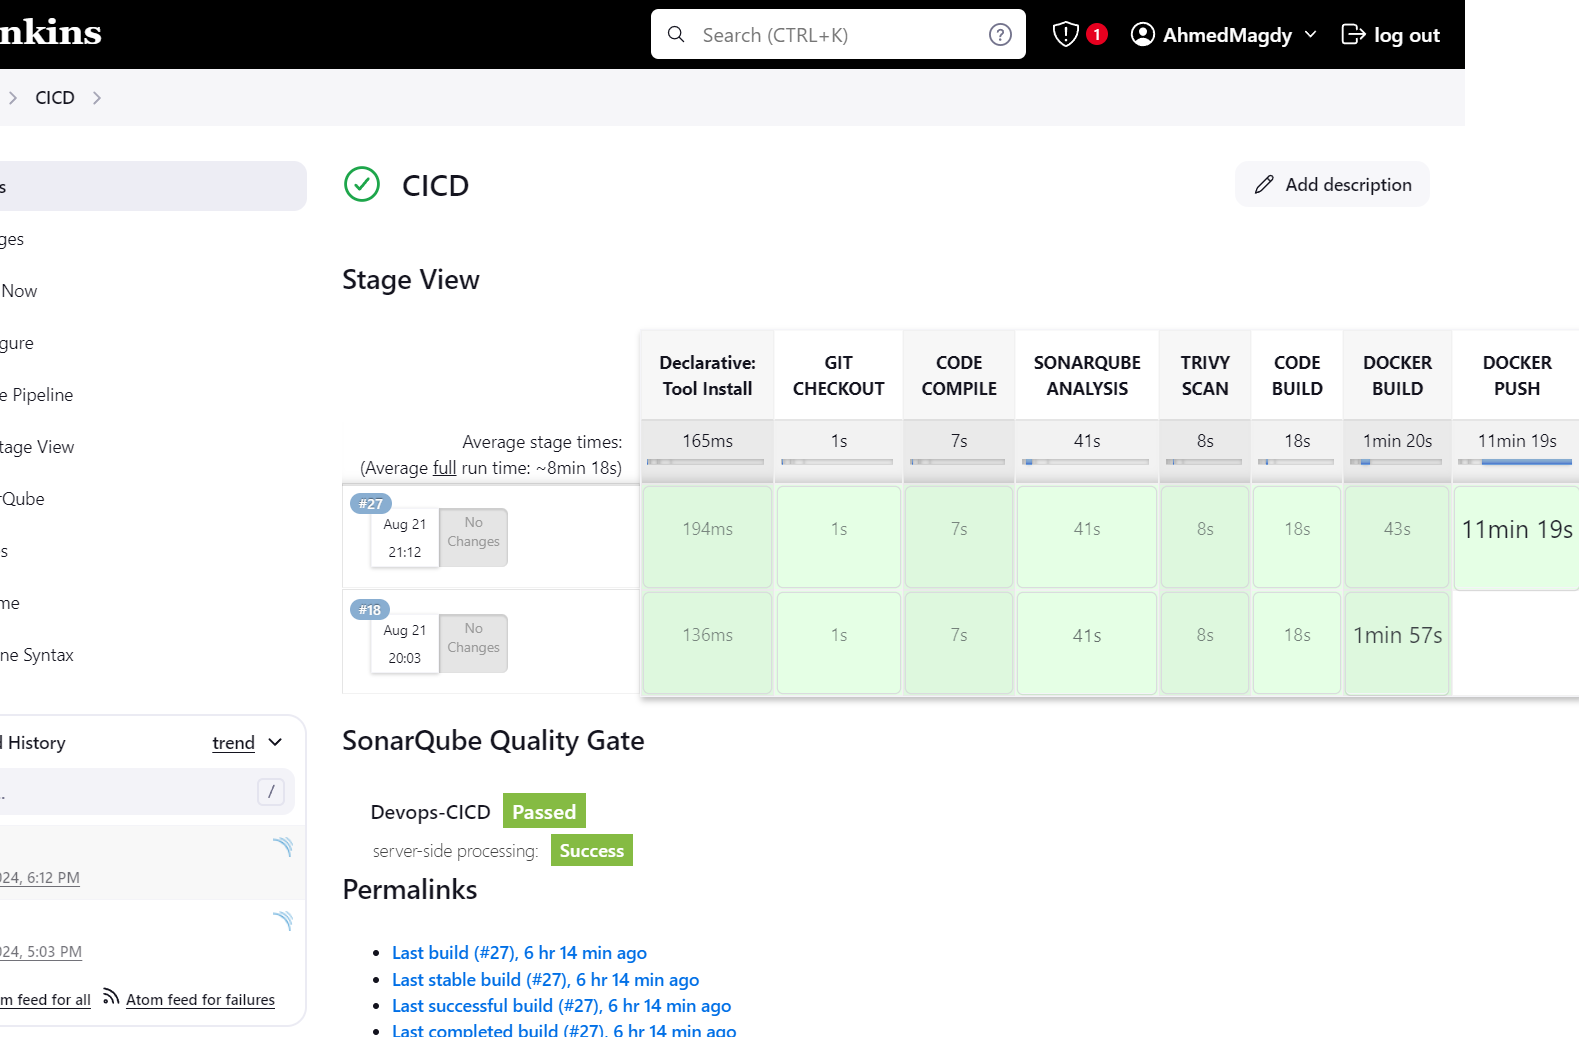 nkins
Search (CTRL+K)
1
AhmedMagdy
log out
CICD
s
ges
Now
gure
e Pipeline
tage View
rQube
s
me
ne Syntax
CICD
Add description
Stage View
Declarative: Tool Install
GIT CHECKOUT
CODE COMPILE
SONARQUBE ANALYSIS
TRIVY SCAN
CODE BUILD
DOCKER BUILD
DOCKER PUSH
Average stage times:
(Average full run time: ~8min 18s)
165ms 1s 7s 41s 8s 18s 1min 20s 11min 19s
#27
Aug 21
21:12
No Changes
194ms 1s 7s 41s 8s 18s 43s 11min 19s
#18
Aug 21
20:03
No Changes
136ms 1s 7s 41s 8s 18s 1min 57s
History
trend
/
024, 6:12 PM
024, 5:03 PM
m feed for all
Atom feed for failures
SonarQube Quality Gate
Devops-CICD Passed
server-side processing: Success
Permalinks
Last build (#27), 6 hr 14 min ago
Last stable build (#27), 6 hr 14 min ago
Last successful build (#27), 6 hr 14 min ago
Last completed build (#27), 6 hr 14 min ago